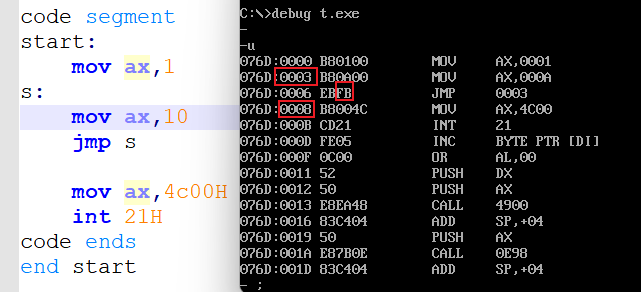 code segment
start:
mov ax,1
s:
mov ax,10
jmp s
mov ax,4c00H
int 21H
code ends
end start
C:\>debug t.exe
-
-u
076D:0000 B80100 MOV AX,0001
076D:0003 B80A00 MOV AX,000A
076D:0006 EBFB JMP 0003
076D:0008 B8004C MOV AX,4C00
076D:000B CD21 INT 21
076D:000D FE05 INC BYTE PTR [DI]
076D:000F 0C00 OR AL,00
076D:0011 52 PUSH DX
076D:0012 50 PUSH AX
076D:0013 E8EA48 CALL 4900
076D:0016 83C404 ADD SP,+04
076D:0019 50 PUSH AX
076D:001A E87B0E CALL 0E98
076D:001D 83C404 ADD SP,+04
- ;